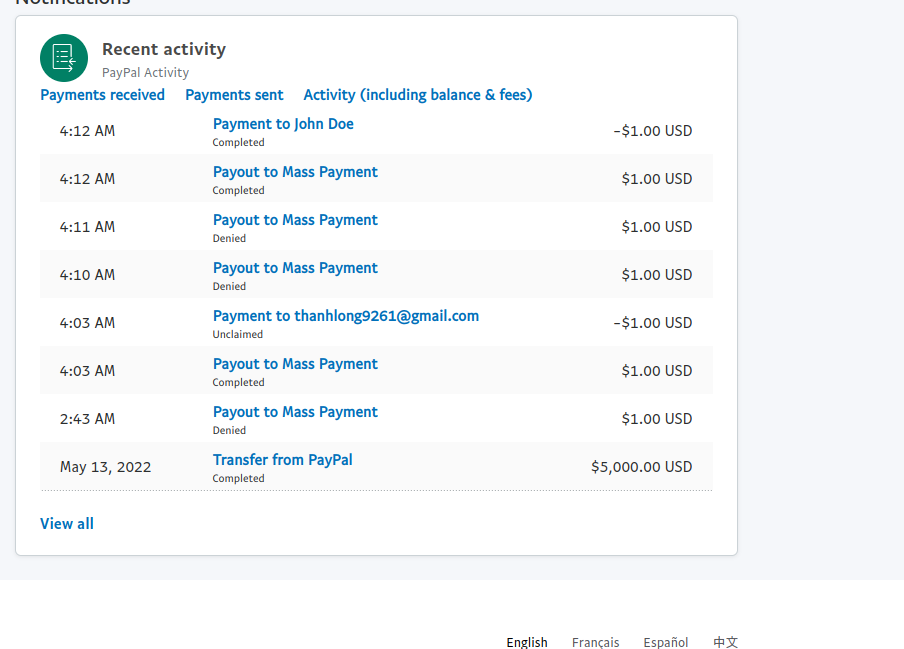 Notifications
Recent activity
PayPal Activity
Payments received Payments sent Activity (including balance & fees)
4:12 AM Payment to John Doe -$1.00 USD
Completed
4:12 AM Payout to Mass Payment $1.00 USD
Completed
4:11 AM Payout to Mass Payment $1.00 USD
Denied
4:10 AM Payout to Mass Payment $1.00 USD
Denied
4:03 AM Payment to thanhlong9261@gmail.com -$1.00 USD
Unclaimed
4:03 AM Payout to Mass Payment $1.00 USD
Completed
2:43 AM Payout to Mass Payment $1.00 USD
Denied
May 13, 2022 Transfer from PayPal $5,000.00 USD
Completed
View all
English Français Español 中文